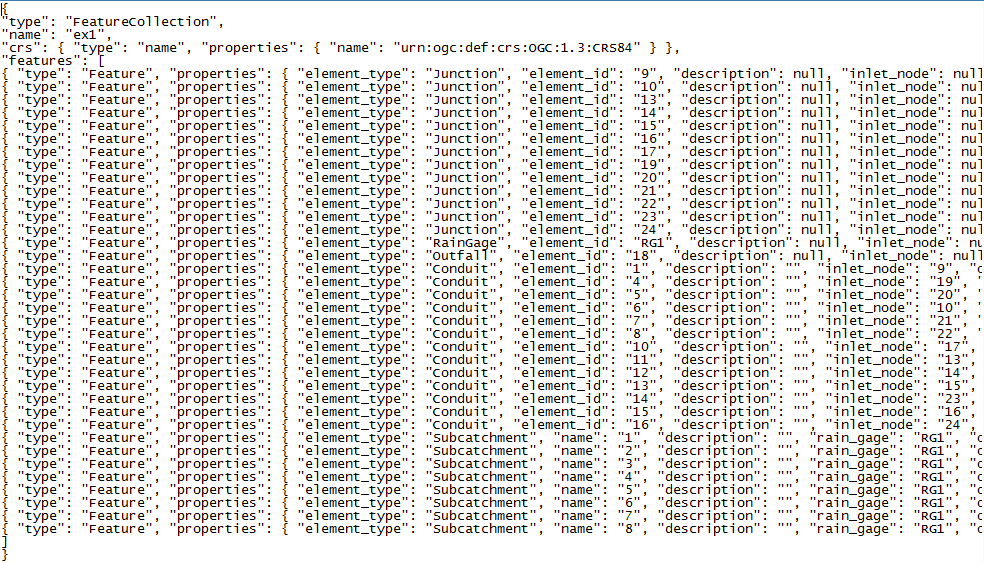 {
"type": "FeatureCollection",
"name": "ex1",
"crs": { "type": "name", "properties": { "name": "urn:ogc:def:crs:OGC:1.3:CRS84" } },
"features": [
{ "type": "Feature", "properties": { "element_type": "Junction", "element_id": "9", "description": null, "inlet_node": null
{ "type": "Feature", "properties": { "element_type": "Junction", "element_id": "10", "description": null, "inlet_node": nul
{ "type": "Feature", "properties": { "element_type": "Junction", "element_id": "13", "description": null, "inlet_node": nul
{ "type": "Feature", "properties": { "element_type": "Junction", "element_id": "14", "description": null, "inlet_node": nul
{ "type": "Feature", "properties": { "element_type": "Junction", "element_id": "15", "description": null, "inlet_node": nul
{ "type": "Feature", "properties": { "element_type": "Junction", "element_id": "16", "description": null, "inlet_node": nul
{ "type": "Feature", "properties": { "element_type": "Junction", "element_id": "17", "description": null, "inlet_node": nul
{ "type": "Feature", "properties": { "element_type": "Junction", "element_id": "19", "description": null, "inlet_node": nul
{ "type": "Feature", "properties": { "element_type": "Junction", "element_id": "20", "description": null, "inlet_node": nul
{ "type": "Feature", "properties": { "element_type": "Junction", "element_id": "21", "description": null, "inlet_node": nul
{ "type": "Feature", "properties": { "element_type": "Junction", "element_id": "22", "description": null, "inlet_node": nul
{ "type": "Feature", "properties": { "element_type": "Junction", "element_id": "23", "description": null, "inlet_node": nul
{ "type": "Feature", "properties": { "element_type": "Junction", "element_id": "24", "description": null, "inlet_node": nul
{ "type": "Feature", "properties": { "element_type": "RainGage", "element_id": "RG1", "description": null, "inlet_node": nu
{ "type": "Feature", "properties": { "element_type": "Outfall", "element_id": "18", "description": null, "inlet_node": null
{ "type": "Feature", "properties": { "element_type": "Conduit", "element_id": "1", "description": "", "inlet_node": "9", "o
{ "type": "Feature", "properties": { "element_type": "Conduit", "element_id": "4", "description": "", "inlet_node": "19", "
{ "type": "Feature", "properties": { "element_type": "Conduit", "element_id": "5", "description": "", "inlet_node": "20", "
{ "type": "Feature", "properties": { "element_type": "Conduit", "element_id": "6", "description": "", "inlet_node": "10", "
{ "type": "Feature", "properties": { "element_type": "Conduit", "element_id": "7", "description": "", "inlet_node": "21", "
{ "type": "Feature", "properties": { "element_type": "Conduit", "element_id": "8", "description": "", "inlet_node": "22", "
{ "type": "Feature", "properties": { "element_type": "Conduit", "element_id": "10", "description": "", "inlet_node": "17",
{ "type": "Feature", "properties": { "element_type": "Conduit", "element_id": "11", "description": "", "inlet_node": "13",
{ "type": "Feature", "properties": { "element_type": "Conduit", "element_id": "12", "description": "", "inlet_node": "14",
{ "type": "Feature", "properties": { "element_type": "Conduit", "element_id": "13", "description": "", "inlet_node": "15",
{ "type": "Feature", "properties": { "element_type": "Conduit", "element_id": "14", "description": "", "inlet_node": "23",
{ "type": "Feature", "properties": { "element_type": "Conduit", "element_id": "15", "description": "", "inlet_node": "16",
{ "type": "Feature", "properties": { "element_type": "Conduit", "element_id": "16", "description": "", "inlet_node": "24",
{ "type": "Feature", "properties": { "element_type": "Subcatchment", "name": "1", "description": "", "rain_gage": "RG1", "o
{ "type": "Feature", "properties": { "element_type": "Subcatchment", "name": "2", "description": "", "rain_gage": "RG1", "o
{ "type": "Feature", "properties": { "element_type": "Subcatchment", "name": "3", "description": "", "rain_gage": "RG1", "o
{ "type": "Feature", "properties": { "element_type": "Subcatchment", "name": "4", "description": "", "rain_gage": "RG1", "o
{ "type": "Feature", "properties": { "element_type": "Subcatchment", "name": "5", "description": "", "rain_gage": "RG1", "o
{ "type": "Feature", "properties": { "element_type": "Subcatchment", "name": "6", "description": "", "rain_gage": "RG1", "o
{ "type": "Feature", "properties": { "element_type": "Subcatchment", "name": "7", "description": "", "rain_gage": "RG1", "o
{ "type": "Feature", "properties": { "element_type": "Subcatchment", "name": "8", "description": "", "rain_gage": "RG1", "o
]
}